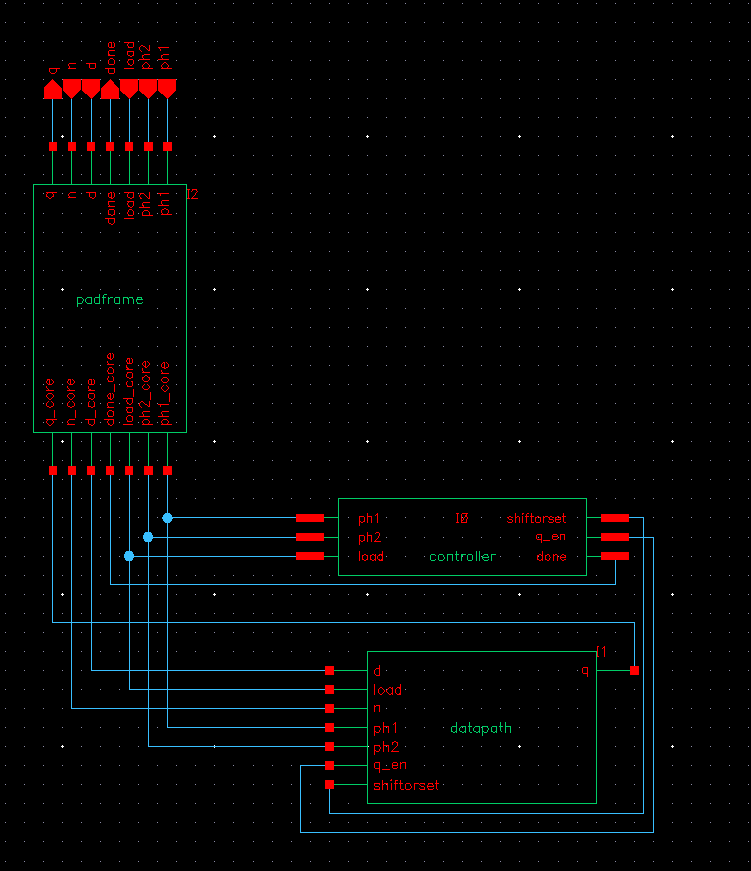 q n d done load ph2 ph1
q n d done load ph2 ph1 I2
padframe
q_core n_core d_core done_core load_core ph2_core ph1_core
ph1 I0 shiftorset
ph2 q_en
load controller done
I1
d q
load
n
ph1 datapath
ph2
q_en
shiftorset